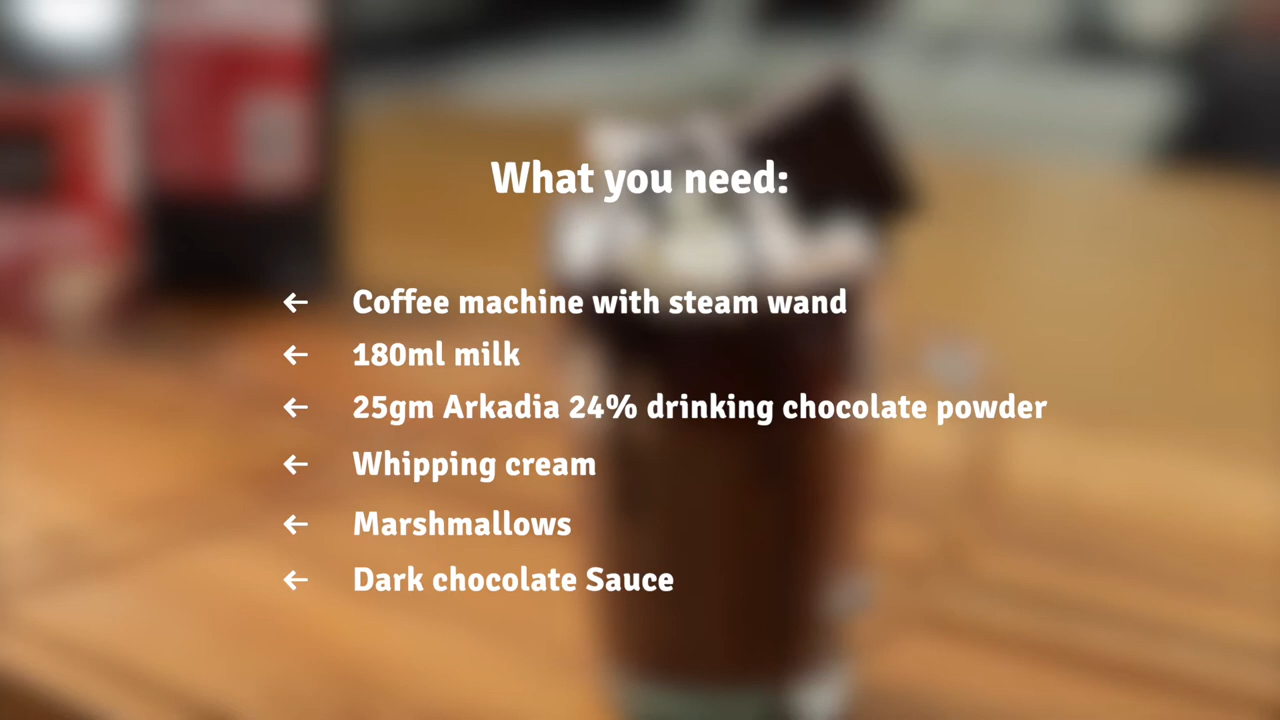 What you need:
← Coffee machine with steam wand
← 180ml milk
← 25gm Arkadia 24% drinking chocolate powder
← Whipping cream
← Marshmallows
← Dark chocolate Sauce